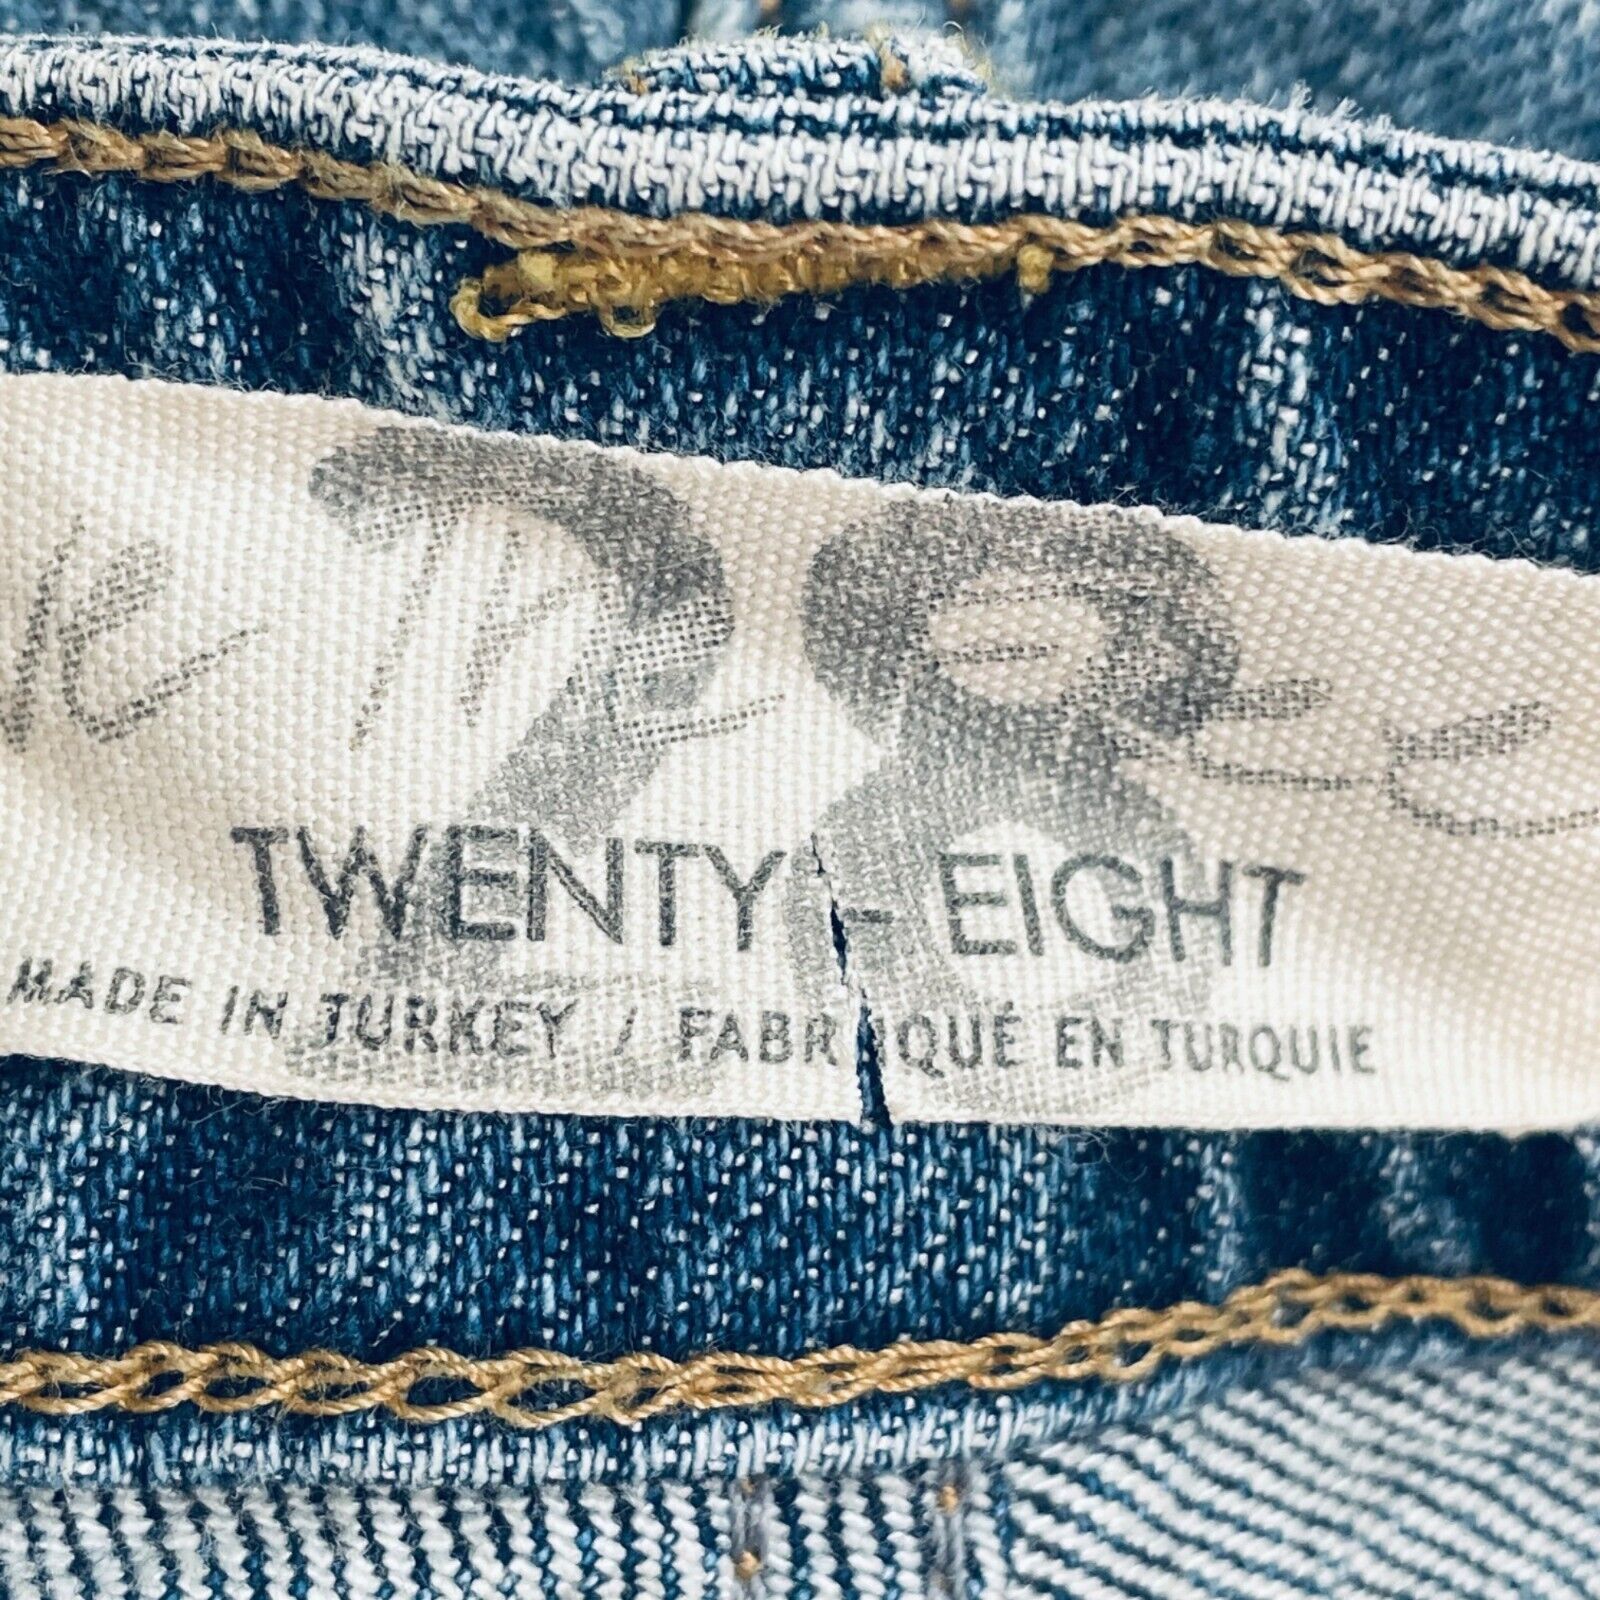 28
TWENTY - EIGHT
MADE IN TURKEY / FABRIQUÉ EN TURQUIE